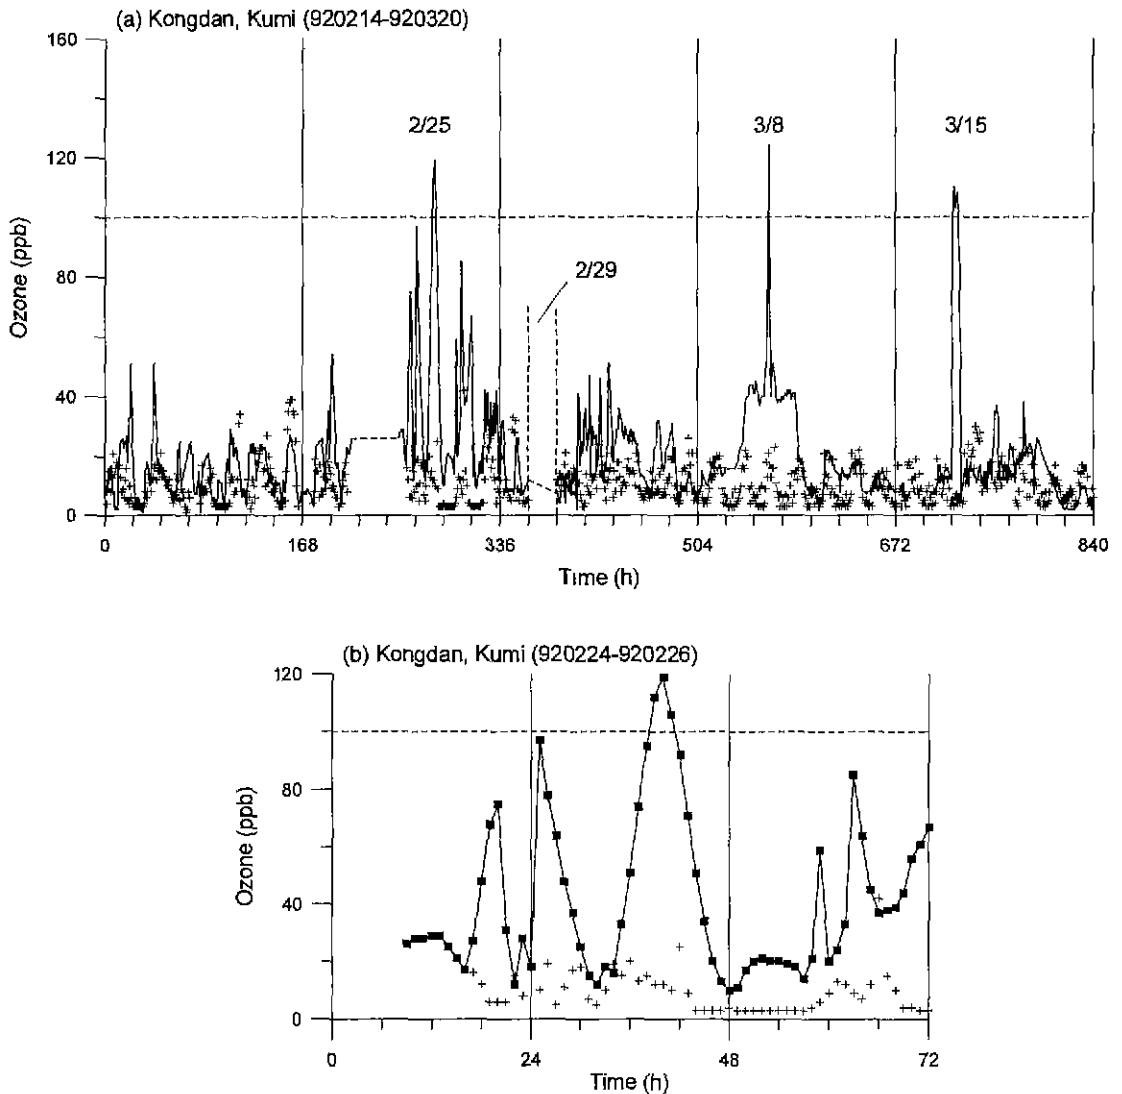 (a) Kongdan, Kumi (920214-920320)
160
2/25
3/8
3/15
120
Ozone (ppb)
80
2/29
40
0
0 168 336 504 672 840
Time (h)
(b) Kongdan, Kumi (920224-920226)
120
80
Ozone (ppb)
40
0
0 24 48 72
Time (h)